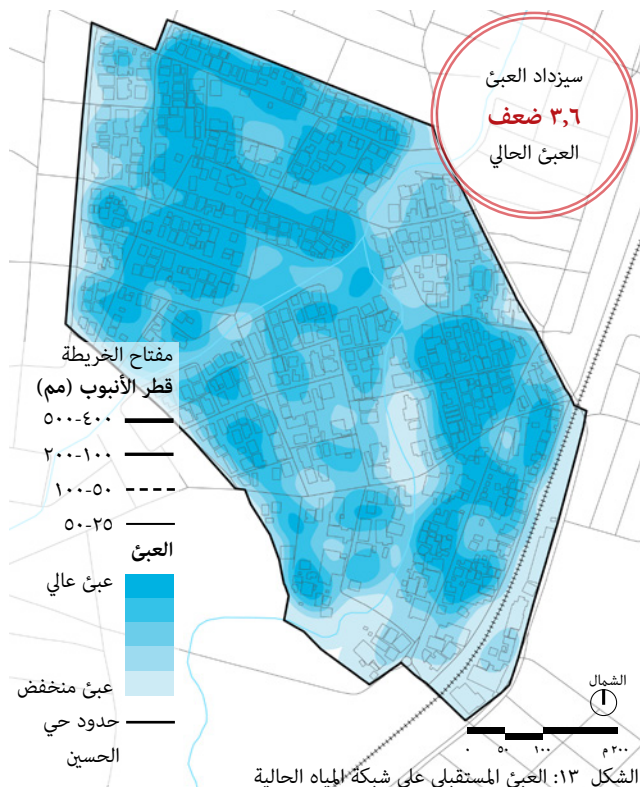 سيزداد العبئ
٣,٦ ضعف
العبئ الحالي
مفتاح الخريطة
قطر الأنبوب (مم)
٤٠٠-٥٠٠
١٠٠-٢٠٠
٥٠-١٠٠
٢٥-٥٠
العبئ
عبئ عالي
عبئ منخفض
حدود حي
الحسين
الشمال
٠ ٥٠ ١٠٠ ٢٠٠ م
الشكل ١٣: العبئ المستقبلي على شبكة المياه الحالية